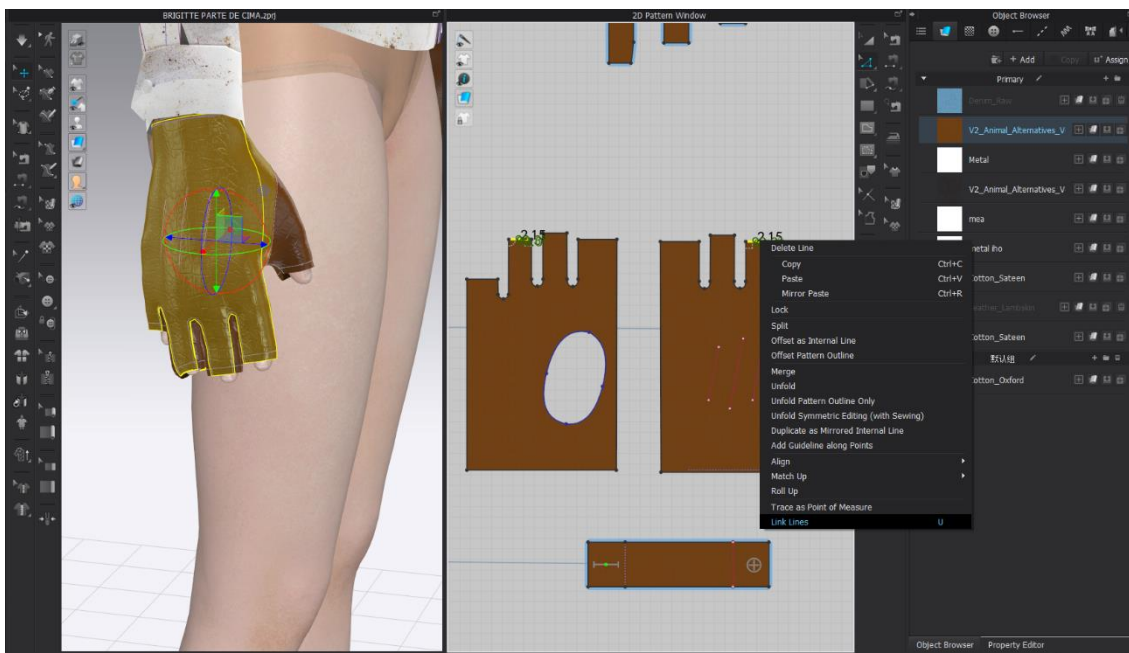 BRIGITTE PARTE DE CIMA.zprj
2D Pattern Window
Object Browser
+ Add
Copy
Assign
Primary
Denim_Raw
V2_Animal_Alternatives_V
Metal
V2_Animal_Alternatives_V
mea
metal iho
Cotton_Sateen
Leather_Lambskin
Cotton_Sateen
默认组
Cotton_Oxford
2.15
2.15
Delete Line
Copy Ctrl+C
Paste Ctrl+V
Mirror Paste Ctrl+R
Lock
Split
Offset as Internal Line
Offset Pattern Outline
Merge
Unfold
Unfold Pattern Outline Only
Unfold Symmetric Editing (with Sewing)
Duplicate as Mirrored Internal Line
Add Guideline along Points
Align
Match Up
Roll Up
Trace as Point of Measure
Link Lines U
Object Browser
Property Editor